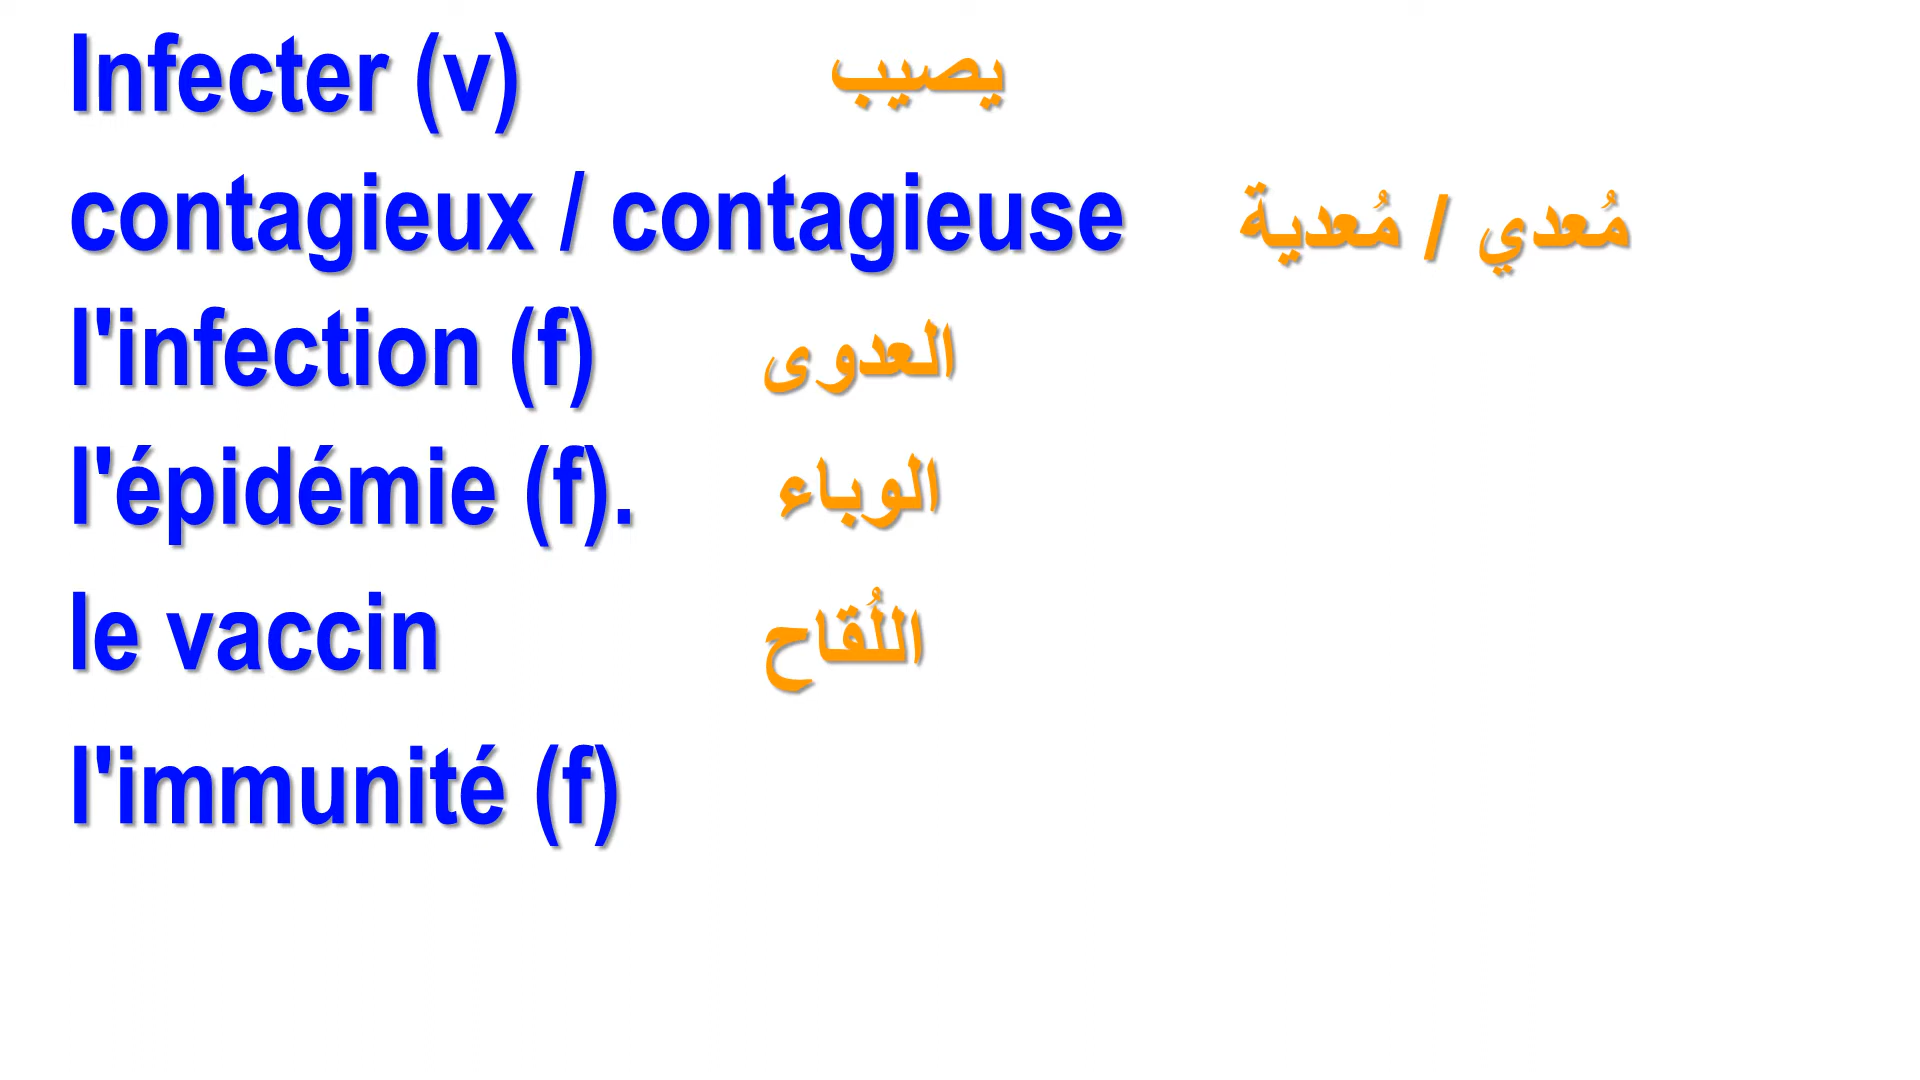 Infecter (v) يصيب
contagieux / contagieuse مُعدي / مُعدية
l'infection (f) العدوى
l'épidémie (f). الوباء
le vaccin اللُقاح
l'immunité (f)